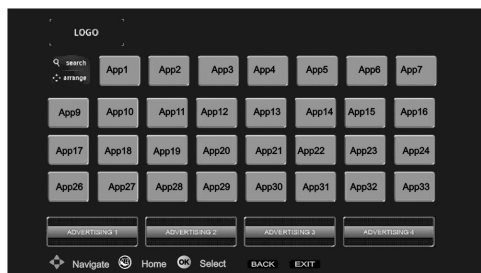 LOGO
search
arrange
App1 App2 App3 App4 App5 App6 App7
App9 App10 App11 App12 App13 App14 App15 App16
App17 App18 App19 App20 App21 App22 App23 App24
App26 App27 App28 App29 App30 App31 App32 App33
ADVERTISING 1 ADVERTISING 2 ADVERTISING 3 ADVERTISING 4
Navigate Home OK Select BACK EXIT